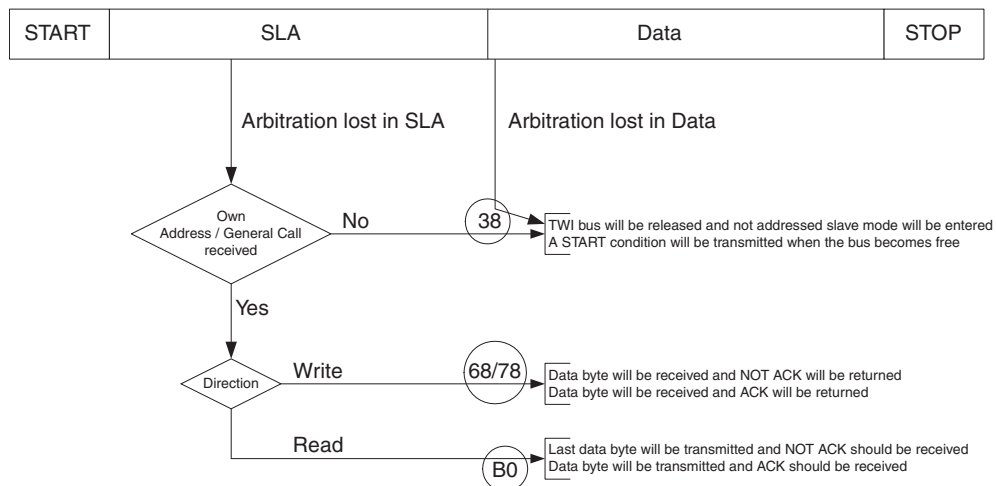 START SLA Data STOP
Arbitration lost in SLA Arbitration lost in Data
Own
Address / General Call
received
No
38
TWI bus will be released and not addressed slave mode will be entered
A START condition will be transmitted when the bus becomes free
Yes
Direction
Write
68/78
Data byte will be received and NOT ACK will be returned
Data byte will be received and ACK will be returned
Read
B0
Last data byte will be transmitted and NOT ACK should be received
Data byte will be transmitted and ACK should be received